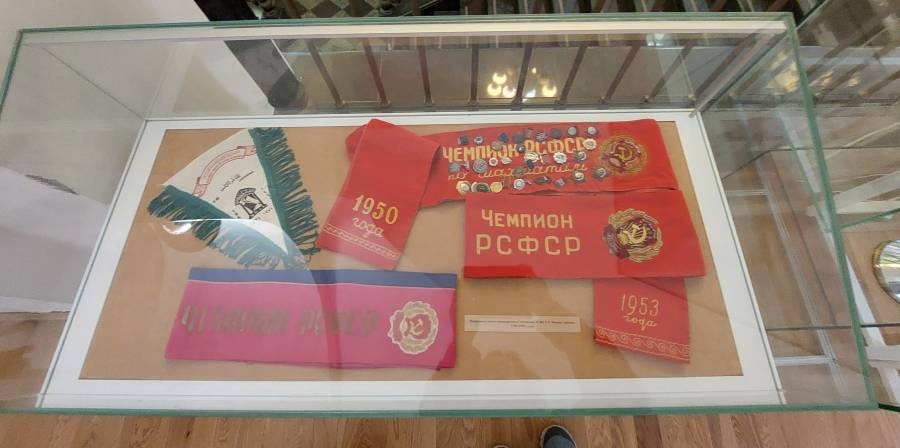 ЧЕМПИОН РСФСР
по шахматам
1950
года
ЧЕМПИОН
РСФСР
1953
года
ЧЕМПИОН РСФСР